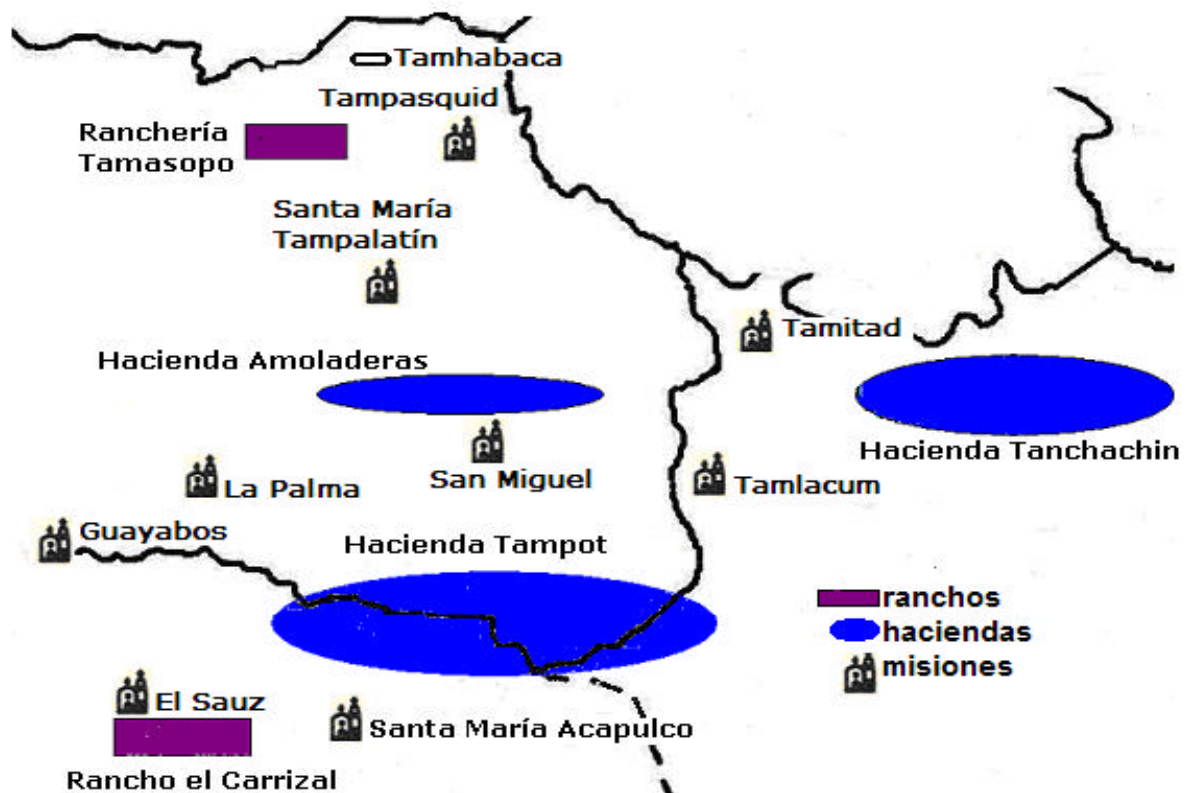 Tamhabaca
Tampasquid
Ranchería
Tamasopo
Santa María
Tampalatín
Tamitad
Hacienda Amoladeras
Hacienda Tanchachin
San Miguel
La Palma
Tamlacum
Guayabos
Hacienda Tampot
ranchos
haciendas
misiones
El Sauz
Santa María Acapulco
Rancho el Carrizal